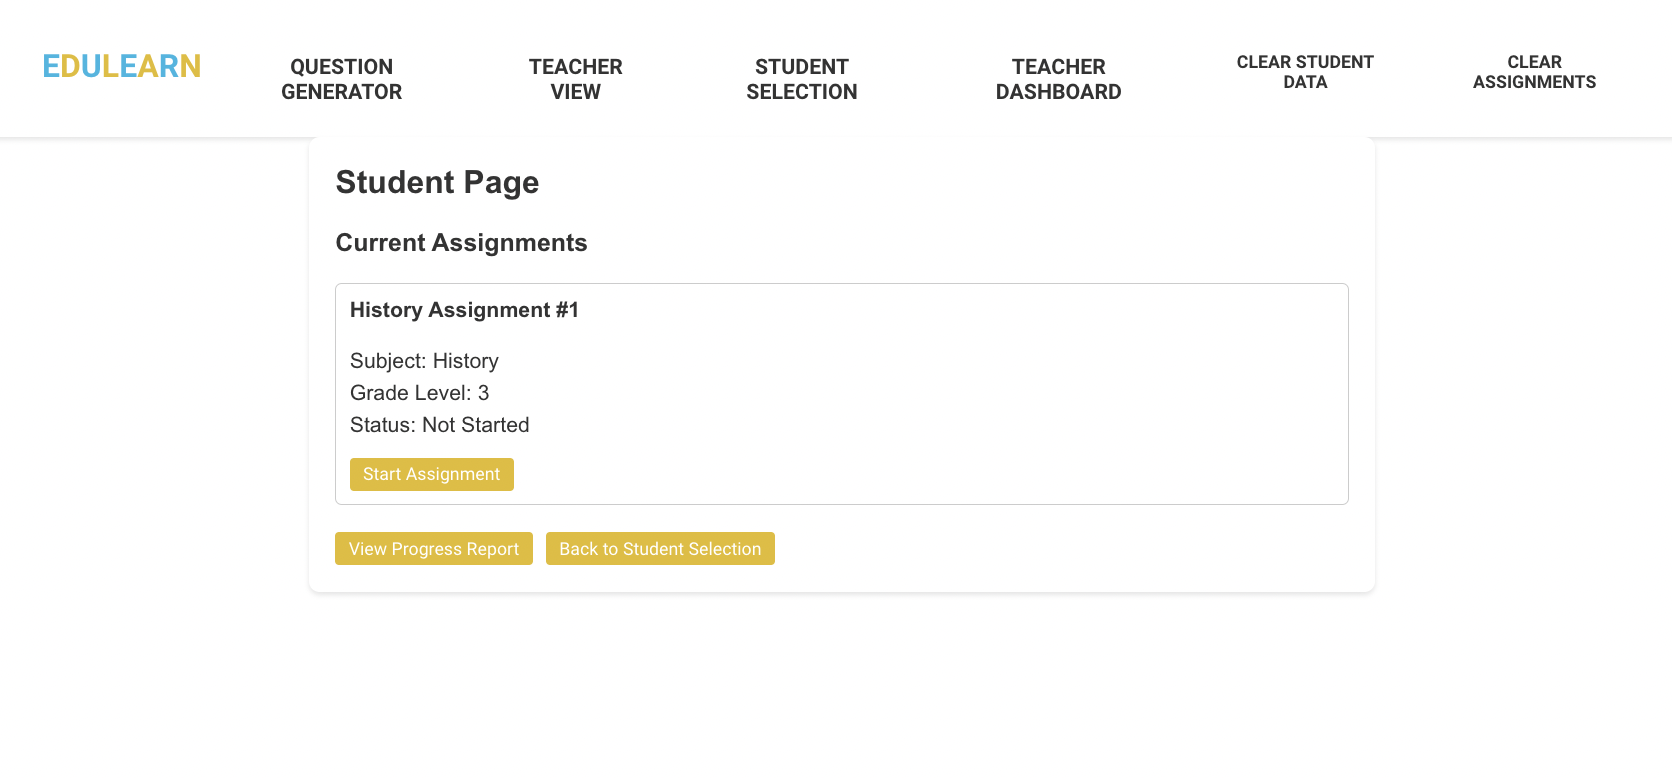 EDULEARN
QUESTION
GENERATOR
TEACHER
VIEW
STUDENT
SELECTION
TEACHER
DASHBOARD
CLEAR STUDENT
DATA
CLEAR
ASSIGNMENTS
Student Page
Current Assignments
History Assignment #1
Subject: History
Grade Level: 3
Status: Not Started
Start Assignment
View Progress Report
Back to Student Selection